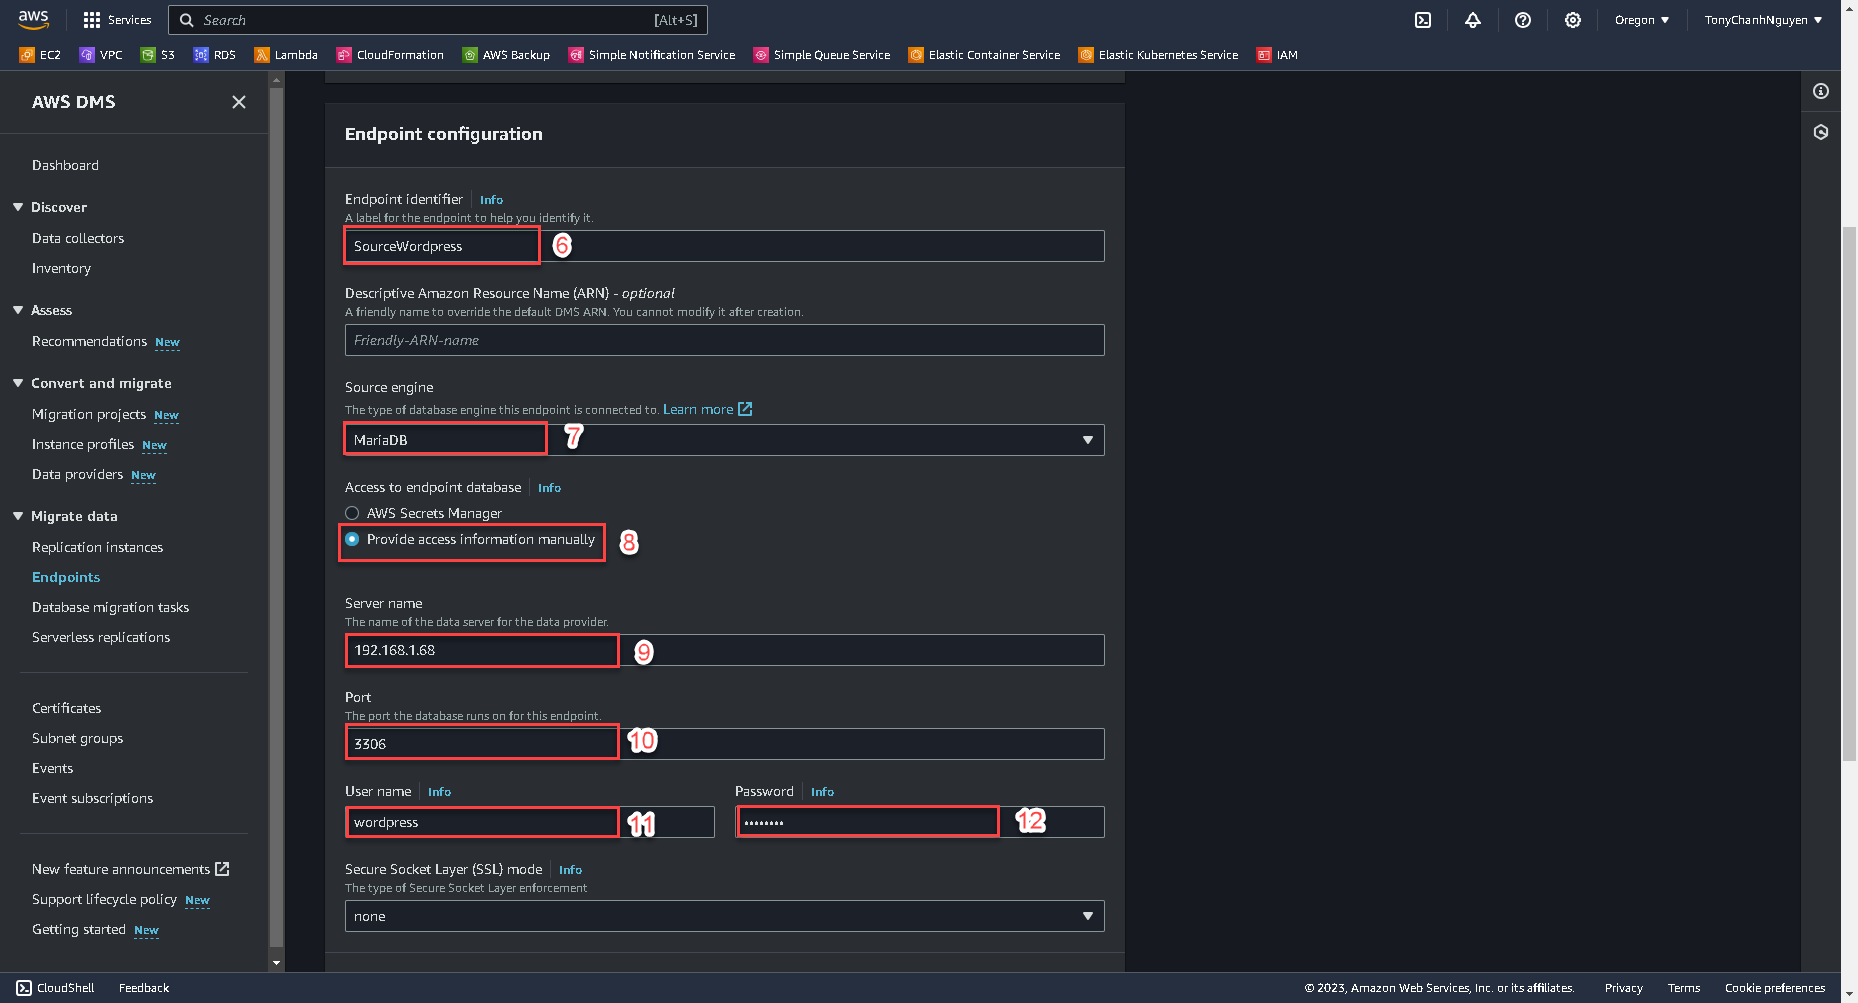 aws
Services
Search
[Alt+S]
Oregon ▼
TonyChanhNguyen ▼
EC2
VPC
S3
RDS
Lambda
CloudFormation
AWS Backup
Simple Notification Service
Simple Queue Service
Elastic Container Service
Elastic Kubernetes Service
IAM
AWS DMS
Dashboard
Discover
Data collectors
Inventory
Assess
Recommendations New
Convert and migrate
Migration projects New
Instance profiles New
Data providers New
Migrate data
Replication instances
Endpoints
Database migration tasks
Serverless replications
Certificates
Subnet groups
Events
Event subscriptions
New feature announcements
Support lifecycle policy New
Getting started New
Endpoint configuration
Endpoint identifier Info
A label for the endpoint to help you identify it.
SourceWordpress 6
Descriptive Amazon Resource Name (ARN) - optional
A friendly name to override the default DMS ARN. You cannot modify it after creation.
Friendly-ARN-name
Source engine
The type of database engine this endpoint is connected to. Learn more
MariaDB 7
Access to endpoint database Info
AWS Secrets Manager
Provide access information manually 8
Server name
The name of the data server for the data provider.
192.168.1.68 9
Port
The port the database runs on for this endpoint.
3306 10
User name Info
wordpress 11
Password Info
•••••••• 12
Secure Socket Layer (SSL) mode Info
The type of Secure Socket Layer enforcement
none
CloudShell
Feedback
© 2023, Amazon Web Services, Inc. or its affiliates.
Privacy
Terms
Cookie preferences